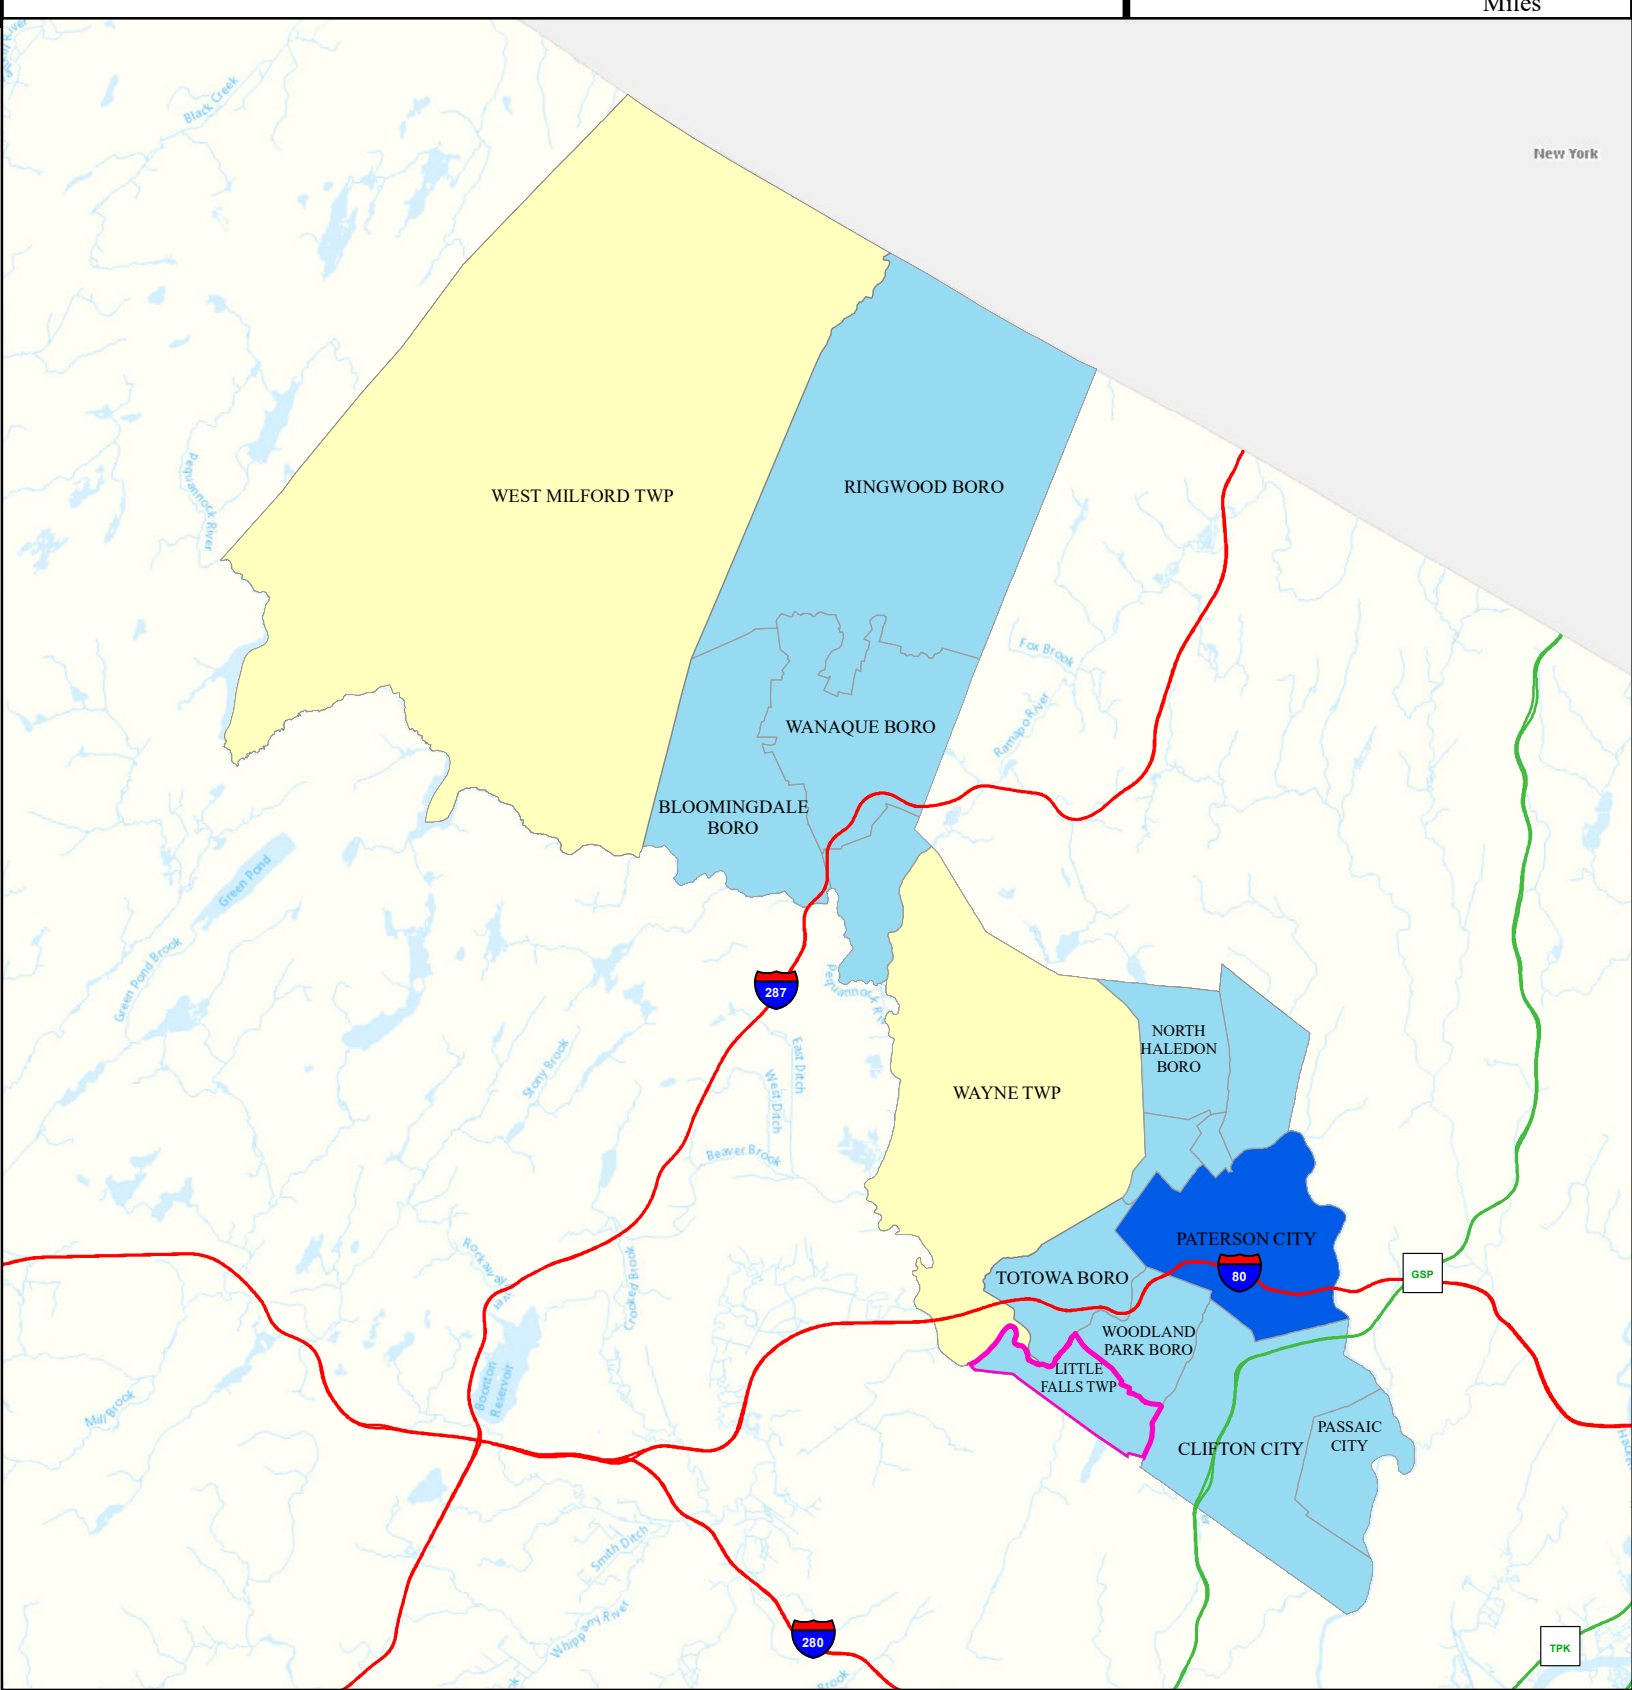 Miles
New York
Black Creek
Pequannock River
WEST MILFORD TWP
RINGWOOD BORO
Fox Brook
Ramapo River
WANAQUE BORO
BLOOMINGDALE
BORO
Green Pond
Green Pond Brook
287
Stony Brook
East Ditch
West Ditch
Beaver Brook
NORTH
HALEDON
BORO
WAYNE TWP
PATERSON CITY
80
GSP
TOTOWA BORO
Crooked Brook
WOODLAND
PARK BORO
LITTLE
FALLS TWP
Boonton
Reservoir
Mill Brook
PASSAIC
CITY
CLIFTON CITY
Smith Ditch
Whippany River
280
TPK
Brook